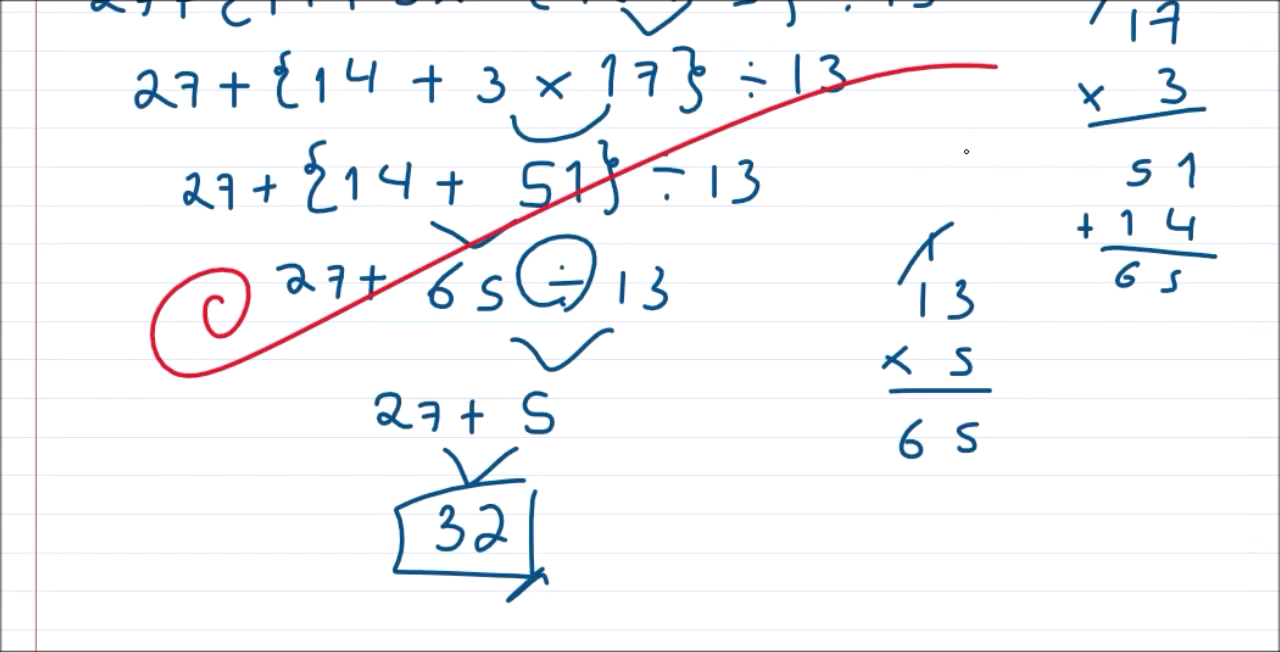 27 + {14 + 3 × 17} ÷ 13
27 + {14 + 51} ÷ 13
27 + 65 ÷ 13
27 + 5
32
17
× 3
51
+ 14
65
1
13
× 5
65